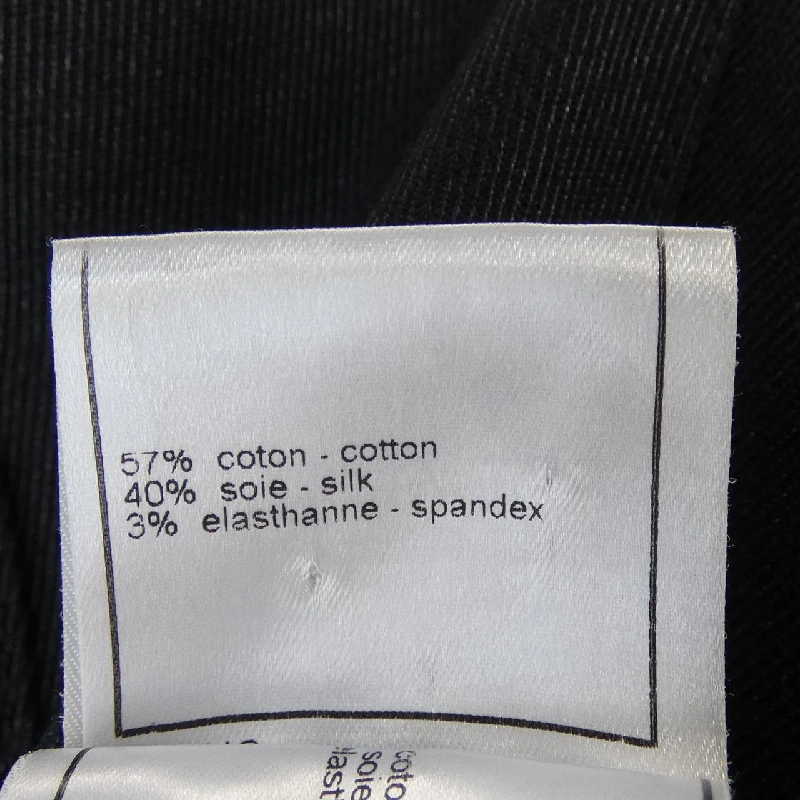 57% coton - cotton
40% soie - silk
3% elasthanne - spandex